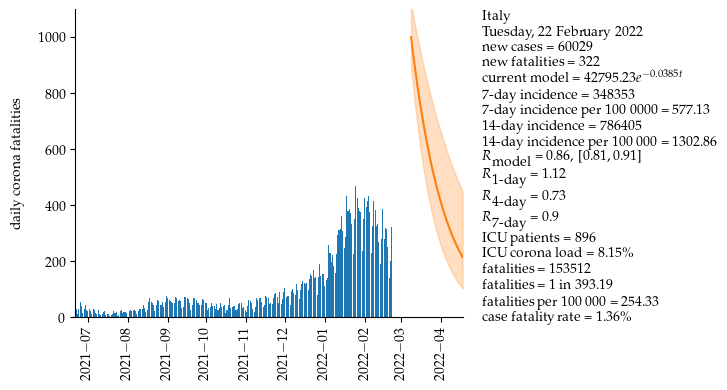 1000
800
600
400
200
0
daily corona fatalities
2021−07
2021−08
2021−09
2021−10
2021−11
2021−12
2022−01
2022−02
2022−03
2022−04
Italy
Tuesday, 22 February 2022
new cases = 60029
new fatalities = 322
current model = 42795.23e^{−0.0385t}
7-day incidence = 348353
7-day incidence per 100 0000 = 577.13
14-day incidence = 786405
14-day incidence per 100 000 = 1302.86
R_model = 0.86, [0.81, 0.91]
R_1-day = 1.12
R_4-day = 0.73
R_7-day = 0.9
ICU patients = 896
ICU corona load = 8.15%
fatalities = 153512
fatalities = 1 in 393.19
fatalities per 100 000 = 254.33
case fatality rate = 1.36%